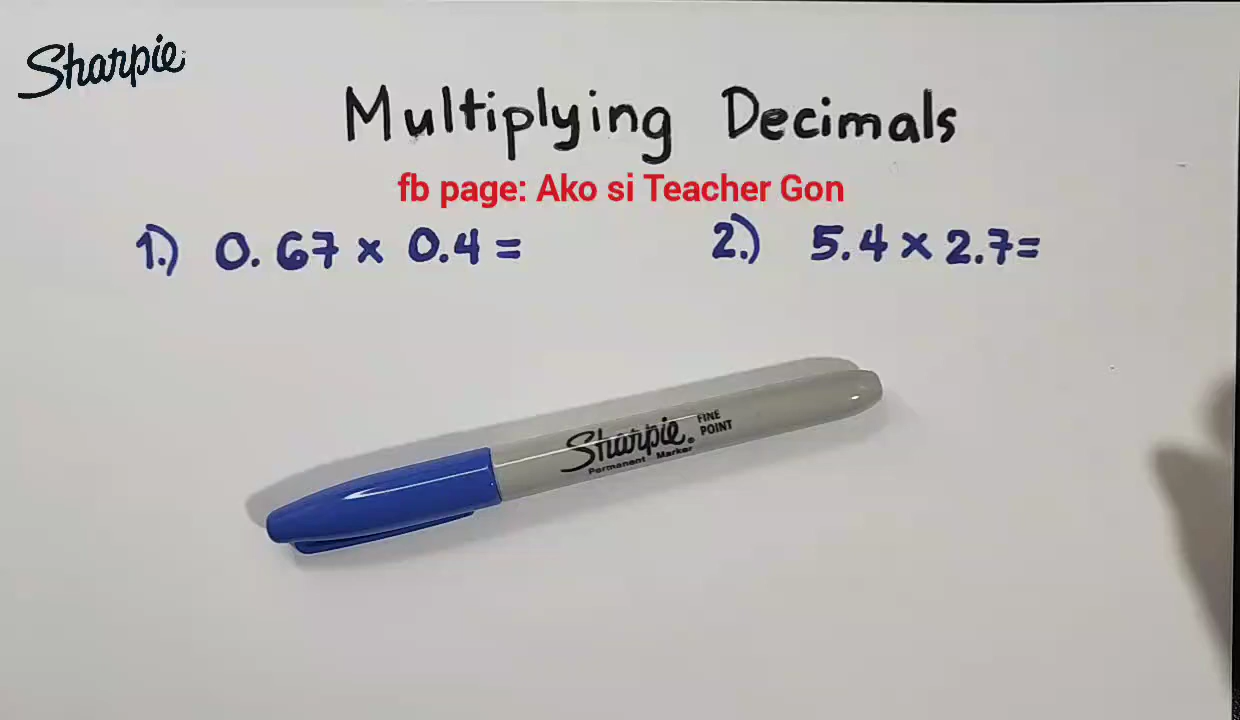 Sharpie
Multiplying Decimals
fb page: Ako si Teacher Gon
1.) 0.67 x 0.4 =
2.) 5.4 x 2.7=
Sharpie® FINE POINT
Permanent Marker